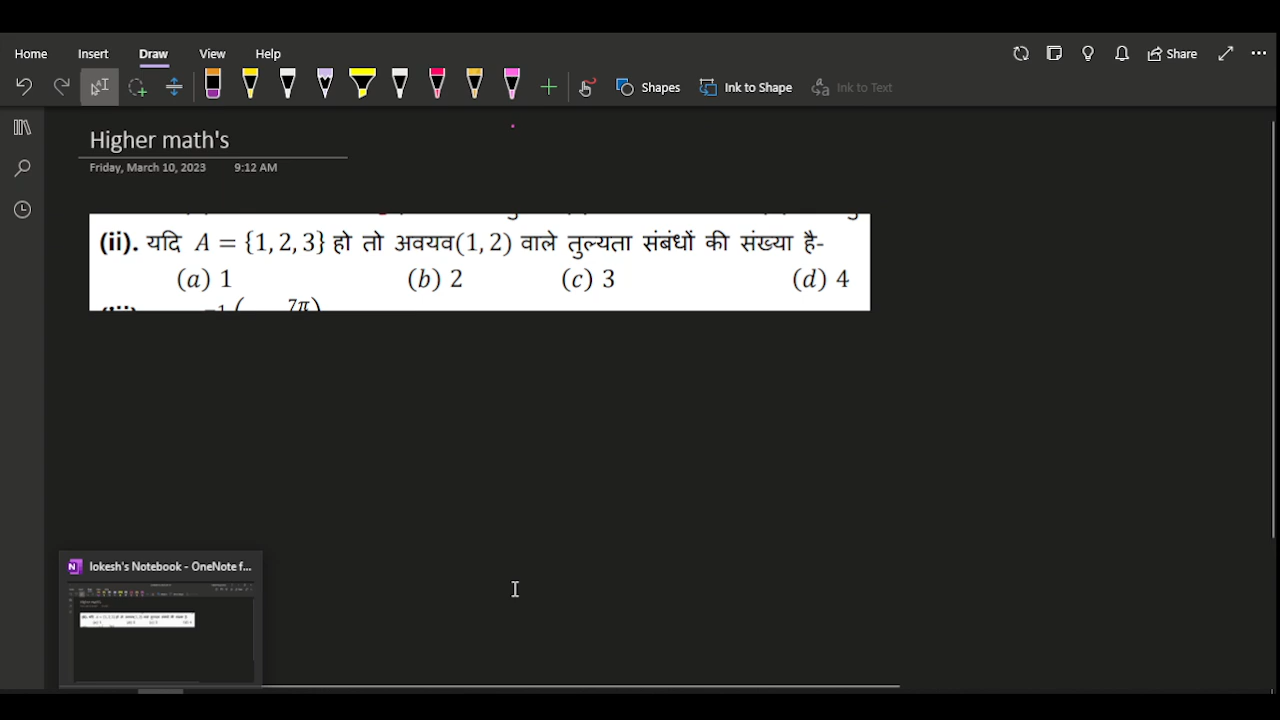 Home Insert Draw View Help
Share
Shapes Ink to Shape Ink to Text
Higher math's
Friday, March 10, 2023 9:12 AM
(ii). यदि A = {1, 2, 3} हो तो अवयव(1, 2) वाले तुल्यता संबंधों की संख्या है-
(a) 1 (b) 2 (c) 3 (d) 4
lokesh's Notebook - OneNote f...